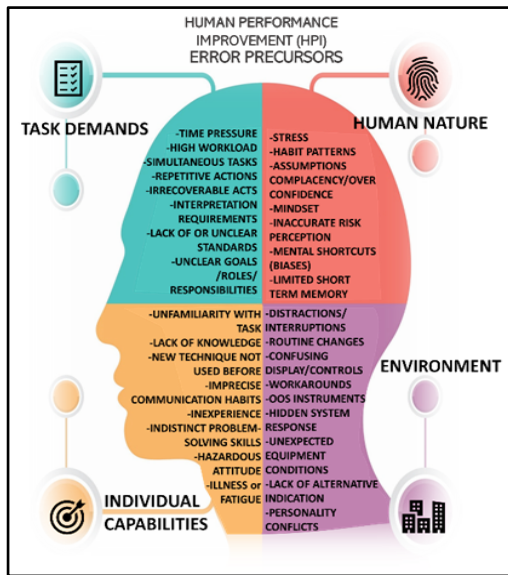 HUMAN PERFORMANCE
IMPROVEMENT (HPI)
ERROR PRECURSORS
TASK DEMANDS
-TIME PRESSURE
-HIGH WORKLOAD
-SIMULTANEOUS TASKS
-REPETITIVE ACTIONS
-IRRECOVERABLE ACTS
-INTERPRETATION
REQUIREMENTS
-LACK OF OR UNCLEAR
STANDARDS
-UNCLEAR GOALS
/ROLES/
RESPONSIBILITIES
HUMAN NATURE
-STRESS
-HABIT PATTERNS
-ASSUMPTIONS
COMPLACENCY/OVER
CONFIDENCE
-MINDSET
-INACCURATE RISK
PERCEPTION
-MENTAL SHORTCUTS
(BIASES)
-LIMITED SHORT
TERM MEMORY
-UNFAMILIARITY WITH
TASK
-LACK OF KNOWLEDGE
-NEW TECHNIQUE NOT
USED BEFORE
-IMPRECISE
COMMUNICATION HABITS
-INEXPERIENCE
-INDISTINCT PROBLEM-
SOLVING SKILLS
-HAZARDOUS
ATTITUDE
-ILLNESS or
FATIGUE
INDIVIDUAL
CAPABILITIES
-DISTRACTIONS/
INTERRUPTIONS
-ROUTINE CHANGES
-CONFUSING
DISPLAY/CONTROLS
-WORKAROUNDS
-OOS INSTRUMENTS
-HIDDEN SYSTEM
RESPONSE
-UNEXPECTED
EQUIPMENT
CONDITIONS
-LACK OF ALTERNATIVE
INDICATION
-PERSONALITY
CONFLICTS
ENVIRONMENT